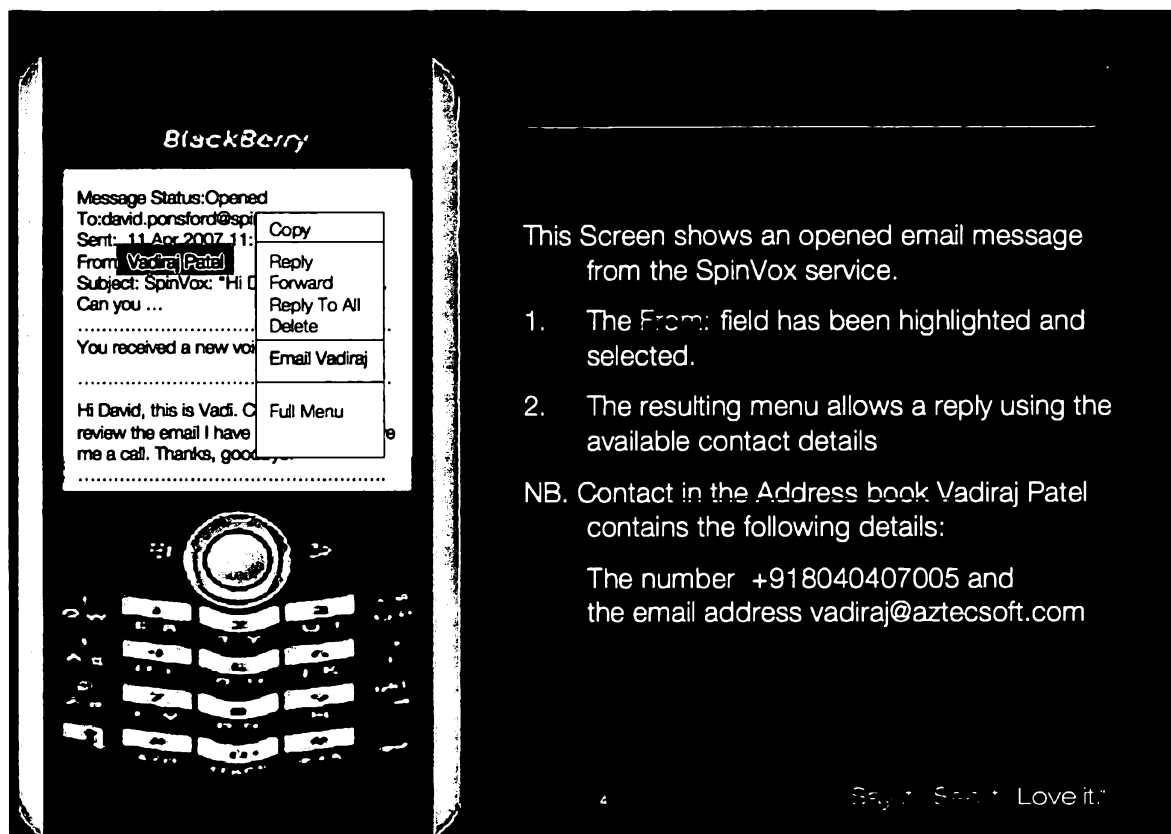 BlackBerry
Message Status:Opened
To:david.ponsford@spi
Sent: 11 Apr 2007 11:
From Vadiraj Patel
Subject: SpinVox: "Hi D
Can you ...
You received a new voi
Hi David, this is Vadi. C
review the email I have
me a call. Thanks,
Copy
Reply
Forward
Reply To All
Delete
Email Vadiraj
Full Menu
This Screen shows an opened email message
from the SpinVox service.
1. The From: field has been highlighted and
selected.
2. The resulting menu allows a reply using the
available contact details
NB. Contact in the Address book Vadiraj Patel
contains the following details:
The number +918040407005 and
the email address vadiraj@aztecsoft.com
4
Love it.